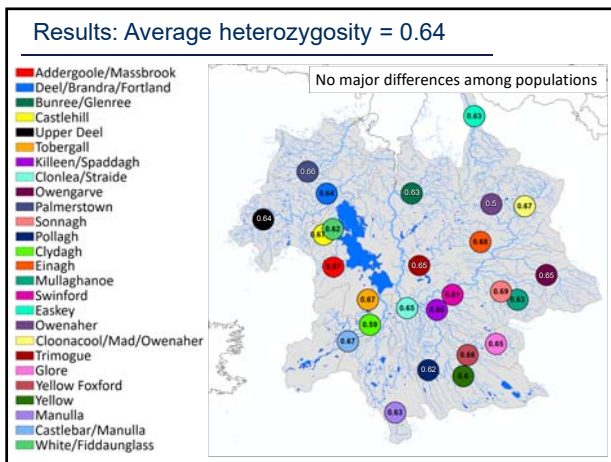 Results: Average heterozygosity = 0.64
No major differences among populations
Addergoole/Massbrook
Deel/Brandra/Fortland
Bunree/Glenree
Castlehill
Upper Deel
Tobergall
Killeen/Spaddagh
Clonlea/Straide
Owengarve
Palmerstown
Sonnagh
Pollagh
Clydagh
Einagh
Mullaghanoe
Swinford
Easkey
Owenaher
Cloonacool/Mad/Owenaher
Trimogue
Glore
Yellow Foxford
Yellow
Manulla
Castlebar/Manulla
White/Fiddaunglass
0.63
0.66
0.64
0.63
0.5
0.67
0.64
0.62
0.65
0.65
0.67
0.61
0.69
0.63
0.65
0.59
0.67
0.65
0.66
0.62
0.6
0.63